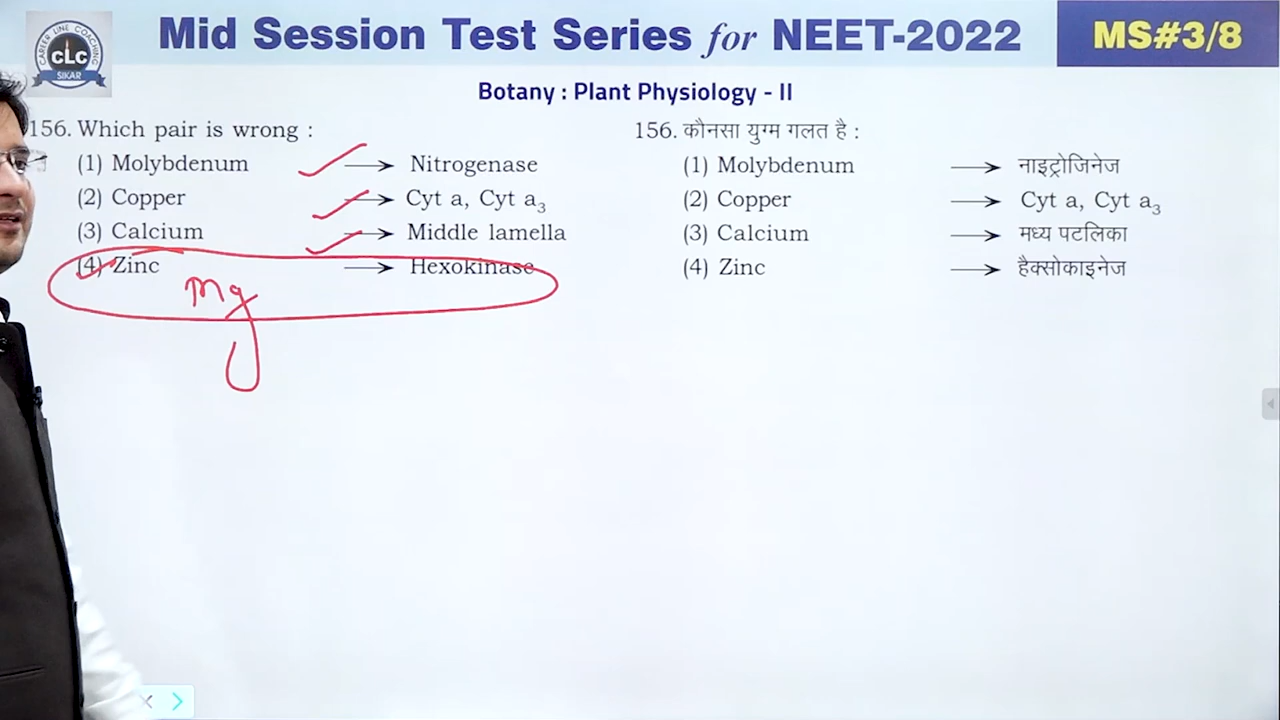 CAREER LINE COACHING
CLC
SIKAR
Mid Session Test Series for NEET-2022
MS#3/8
Botany : Plant Physiology - II
156. Which pair is wrong :
(1) Molybdenum → Nitrogenase
(2) Copper → Cyt a, Cyt a₃
(3) Calcium → Middle lamella
(4) Zinc → Hexokinase
Mg
156. कौनसा युग्म गलत है :
(1) Molybdenum → नाइट्रोजिनेज
(2) Copper → Cyt a, Cyt a₃
(3) Calcium → मध्य पटलिका
(4) Zinc → हैक्सोकाइनेज